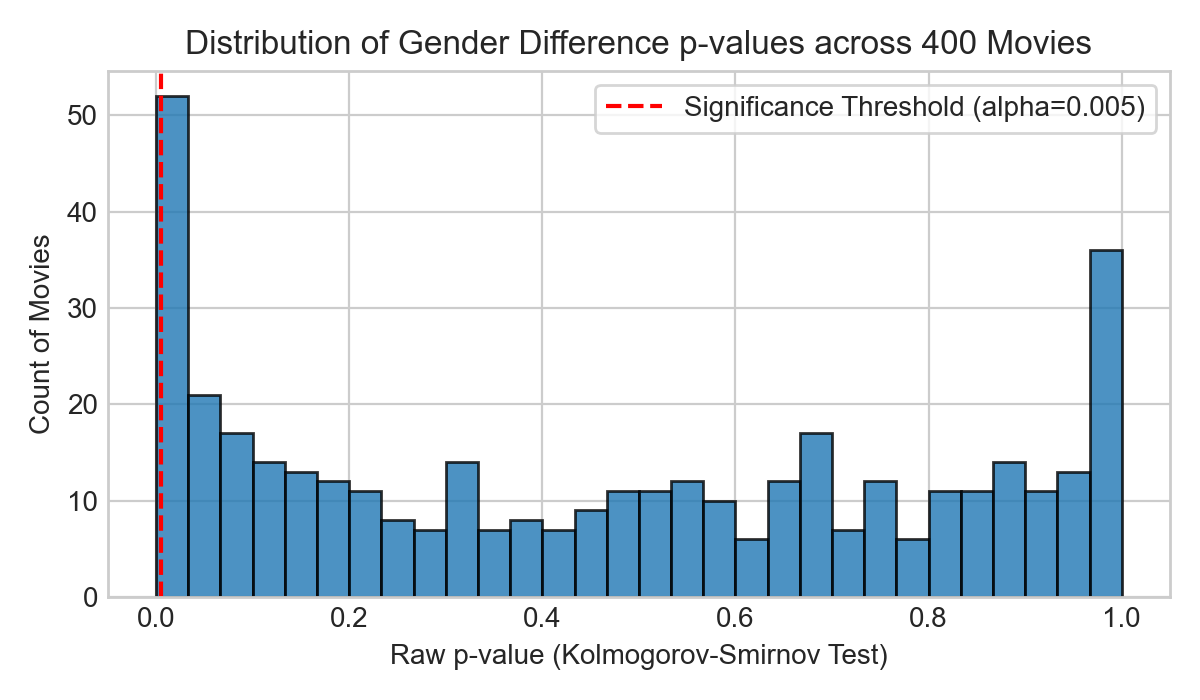 Distribution of Gender Difference p-values across 400 Movies
Significance Threshold (alpha=0.005)
Count of Movies
50
40
30
20
10
0
0.0 0.2 0.4 0.6 0.8 1.0
Raw p-value (Kolmogorov-Smirnov Test)